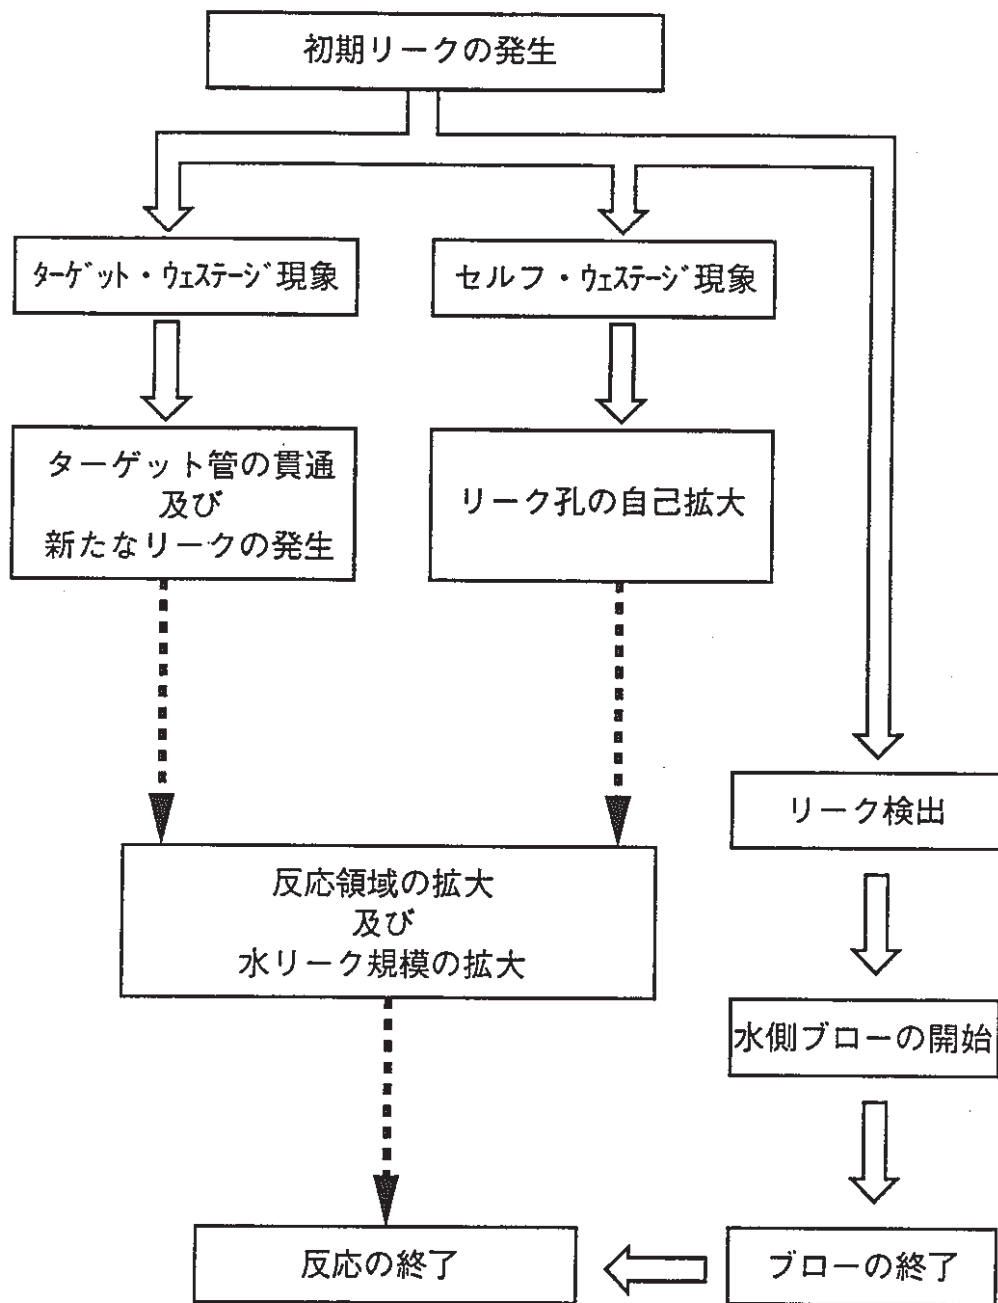 初期リークの発生
ターゲット・ウェステージ現象
セルフ・ウェステージ現象
ターゲット管の貫通
及び
新たなリークの発生
リーク孔の自己拡大
リーク検出
反応領域の拡大
及び
水リーク規模の拡大
水側ブローの開始
反応の終了
ブローの終了